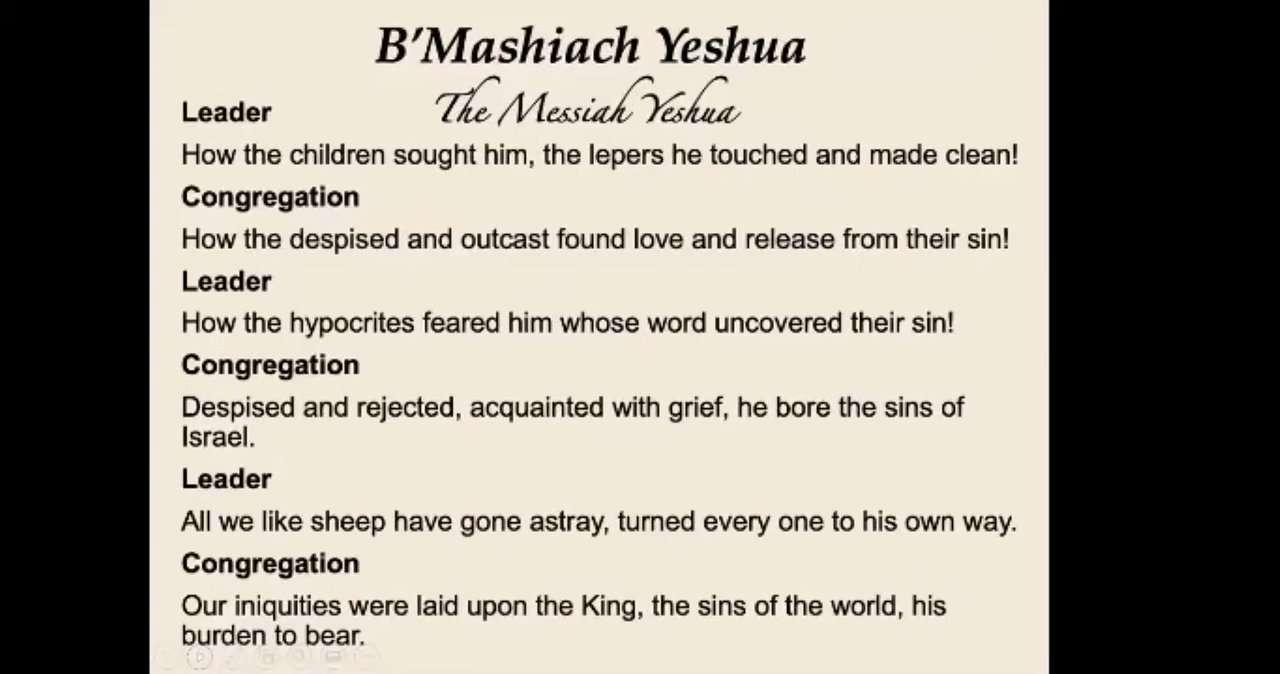 B'Mashiach Yeshua
The Messiah Yeshua
Leader
How the children sought him, the lepers he touched and made clean!
Congregation
How the despised and outcast found love and release from their sin!
Leader
How the hypocrites feared him whose word uncovered their sin!
Congregation
Despised and rejected, acquainted with grief, he bore the sins of
Israel.
Leader
All we like sheep have gone astray, turned every one to his own way.
Congregation
Our iniquities were laid upon the King, the sins of the world, his
burden to bear.